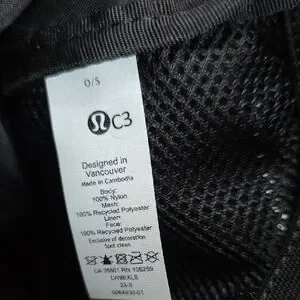 O/S
C3
Designed in
Vancouver
Made in Cambodia
Body:
100% Nylon
Mesh:
100% Recycled Polyester
Liner:
100% Recycled Polyester
Exclusive of decoration
Spot clean